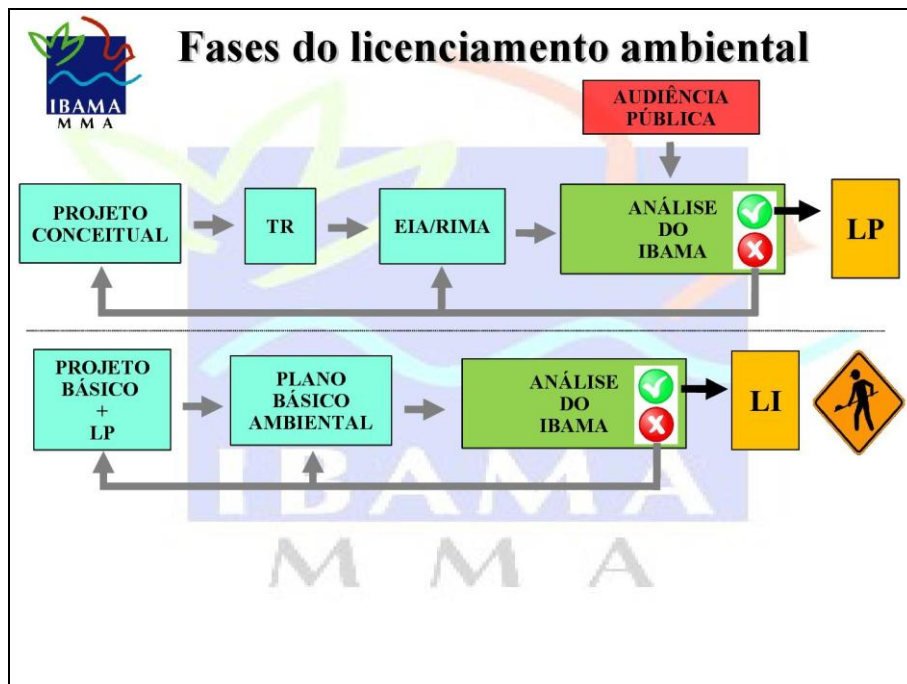 Fases do licenciamento ambiental
IBAMA
MMA
AUDIÊNCIA
PÚBLICA
PROJETO
CONCEITUAL
TR
EIA/RIMA
ANÁLISE
DO
IBAMA
LP
PROJETO
BÁSICO
+
LP
PLANO
BÁSICO
AMBIENTAL
ANÁLISE
DO
IBAMA
LI
IBAMA
MMA